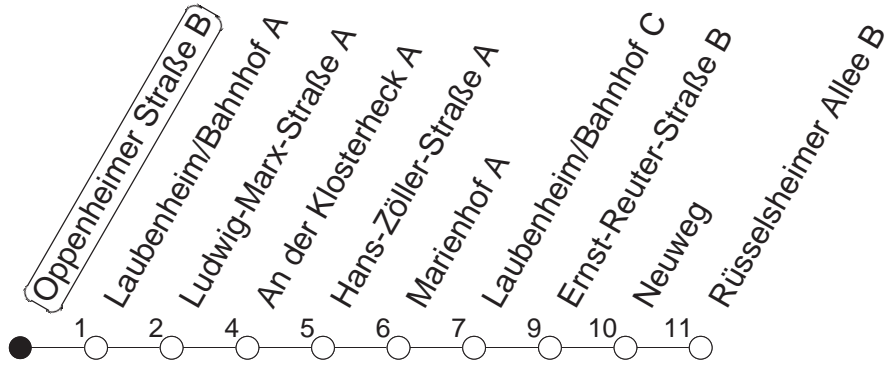 Oppenheimer Straße B
Laubenheim/Bahnhof A
Ludwig-Marx-Straße A
An der Klosterheck A
Hans-Zöller-Straße A
Marienhof A
Laubenheim/Bahnhof C
Ernst-Reuter-Straße B
Neuweg
Rüsselsheimer Allee B
1 2 4 5 6 7 9 10 11